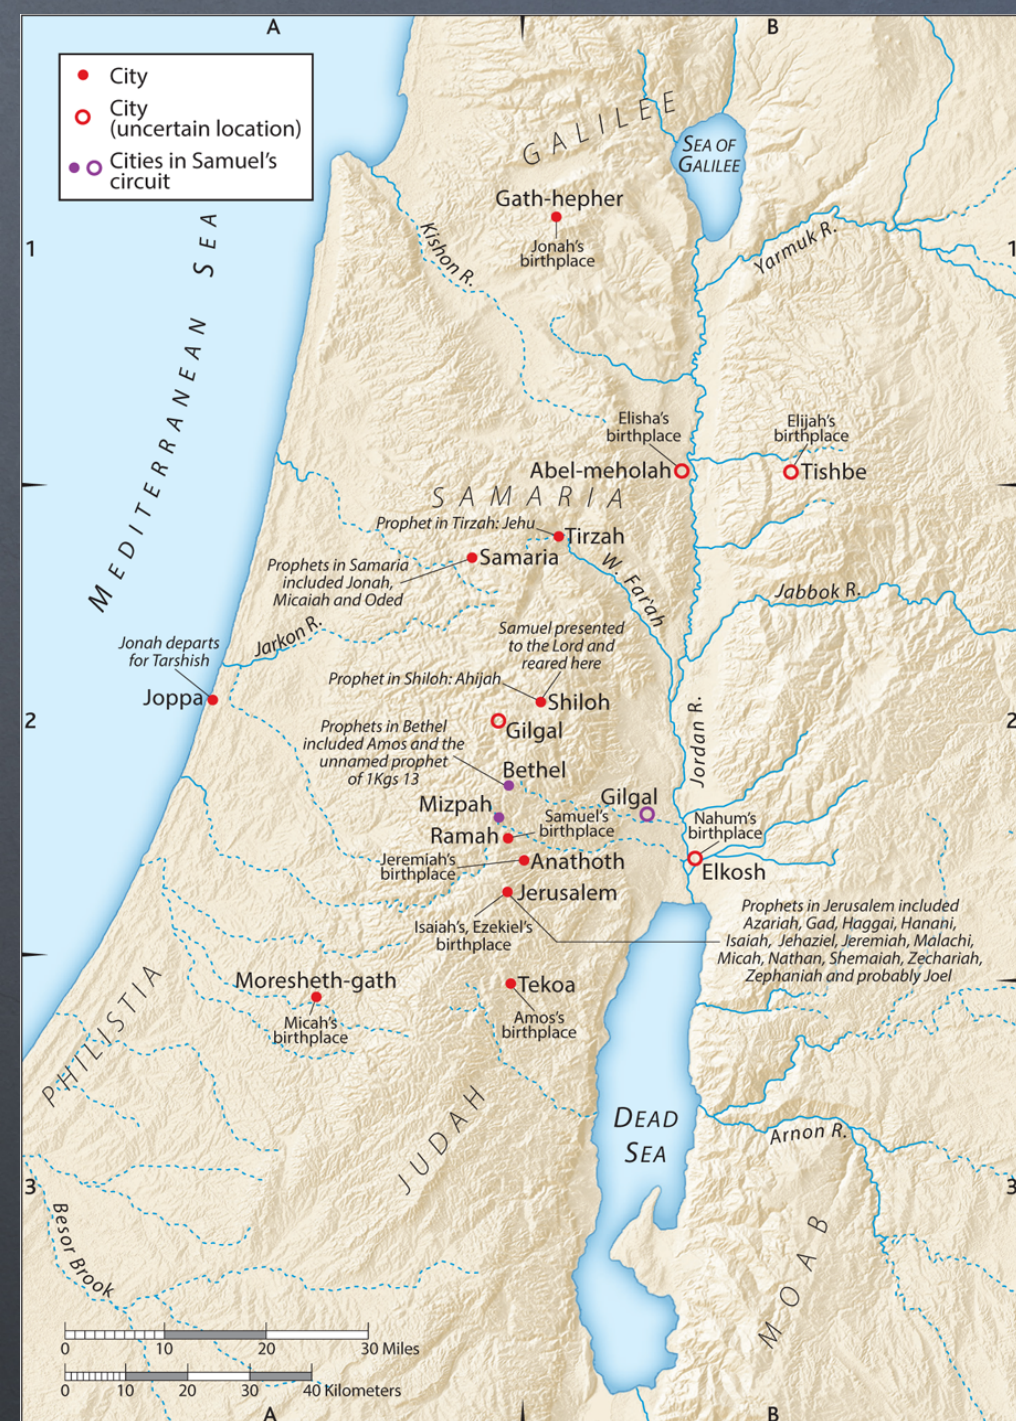 A
B
City
City
(uncertain location)
Cities in Samuel's
circuit
GALILEE
SEA OF
GALILEE
Gath-hepher
Jonah's
birthplace
Kishon R.
Yarmuk R.
1
1
MEDITERRANEAN SEA
Elisha's
birthplace
Elijah's
birthplace
Abel-meholah
Tishbe
SAMARIA
Prophet in Tirzah: Jehu
Tirzah
Samaria
Prophets in Samaria
included Jonah,
Micaiah and Oded
W. Far'ah
Jabbok R.
Jarkon R.
Samuel presented
to the Lord and
reared here
Jonah departs
for Tarshish
Prophet in Shiloh: Ahijah
Joppa
Shiloh
Jordan R.
2
2
Gilgal
Prophets in Bethel
included Amos and the
unnamed prophet
of 1Kgs 13
Bethel
Gilgal
Mizpah
Samuel's
birthplace
Nahum's
birthplace
Ramah
Jeremiah's
birthplace
Anathoth
Elkosh
Jerusalem
Isaiah's, Ezekiel's
birthplace
Prophets in Jerusalem included
Azariah, Gad, Haggai, Hanani,
Isaiah, Jehaziel, Jeremiah, Malachi,
Micah, Nathan, Shemaiah, Zechariah,
Zephaniah and probably Joel
Moresheth-gath
Micah's
birthplace
Tekoa
Amos's
birthplace
PHILISTIA
JUDAH
DEAD
SEA
Arnon R.
3
3
Besor Brook
MOAB
0 10 20 30 Miles
0 10 20 30 40 Kilometers
A
B